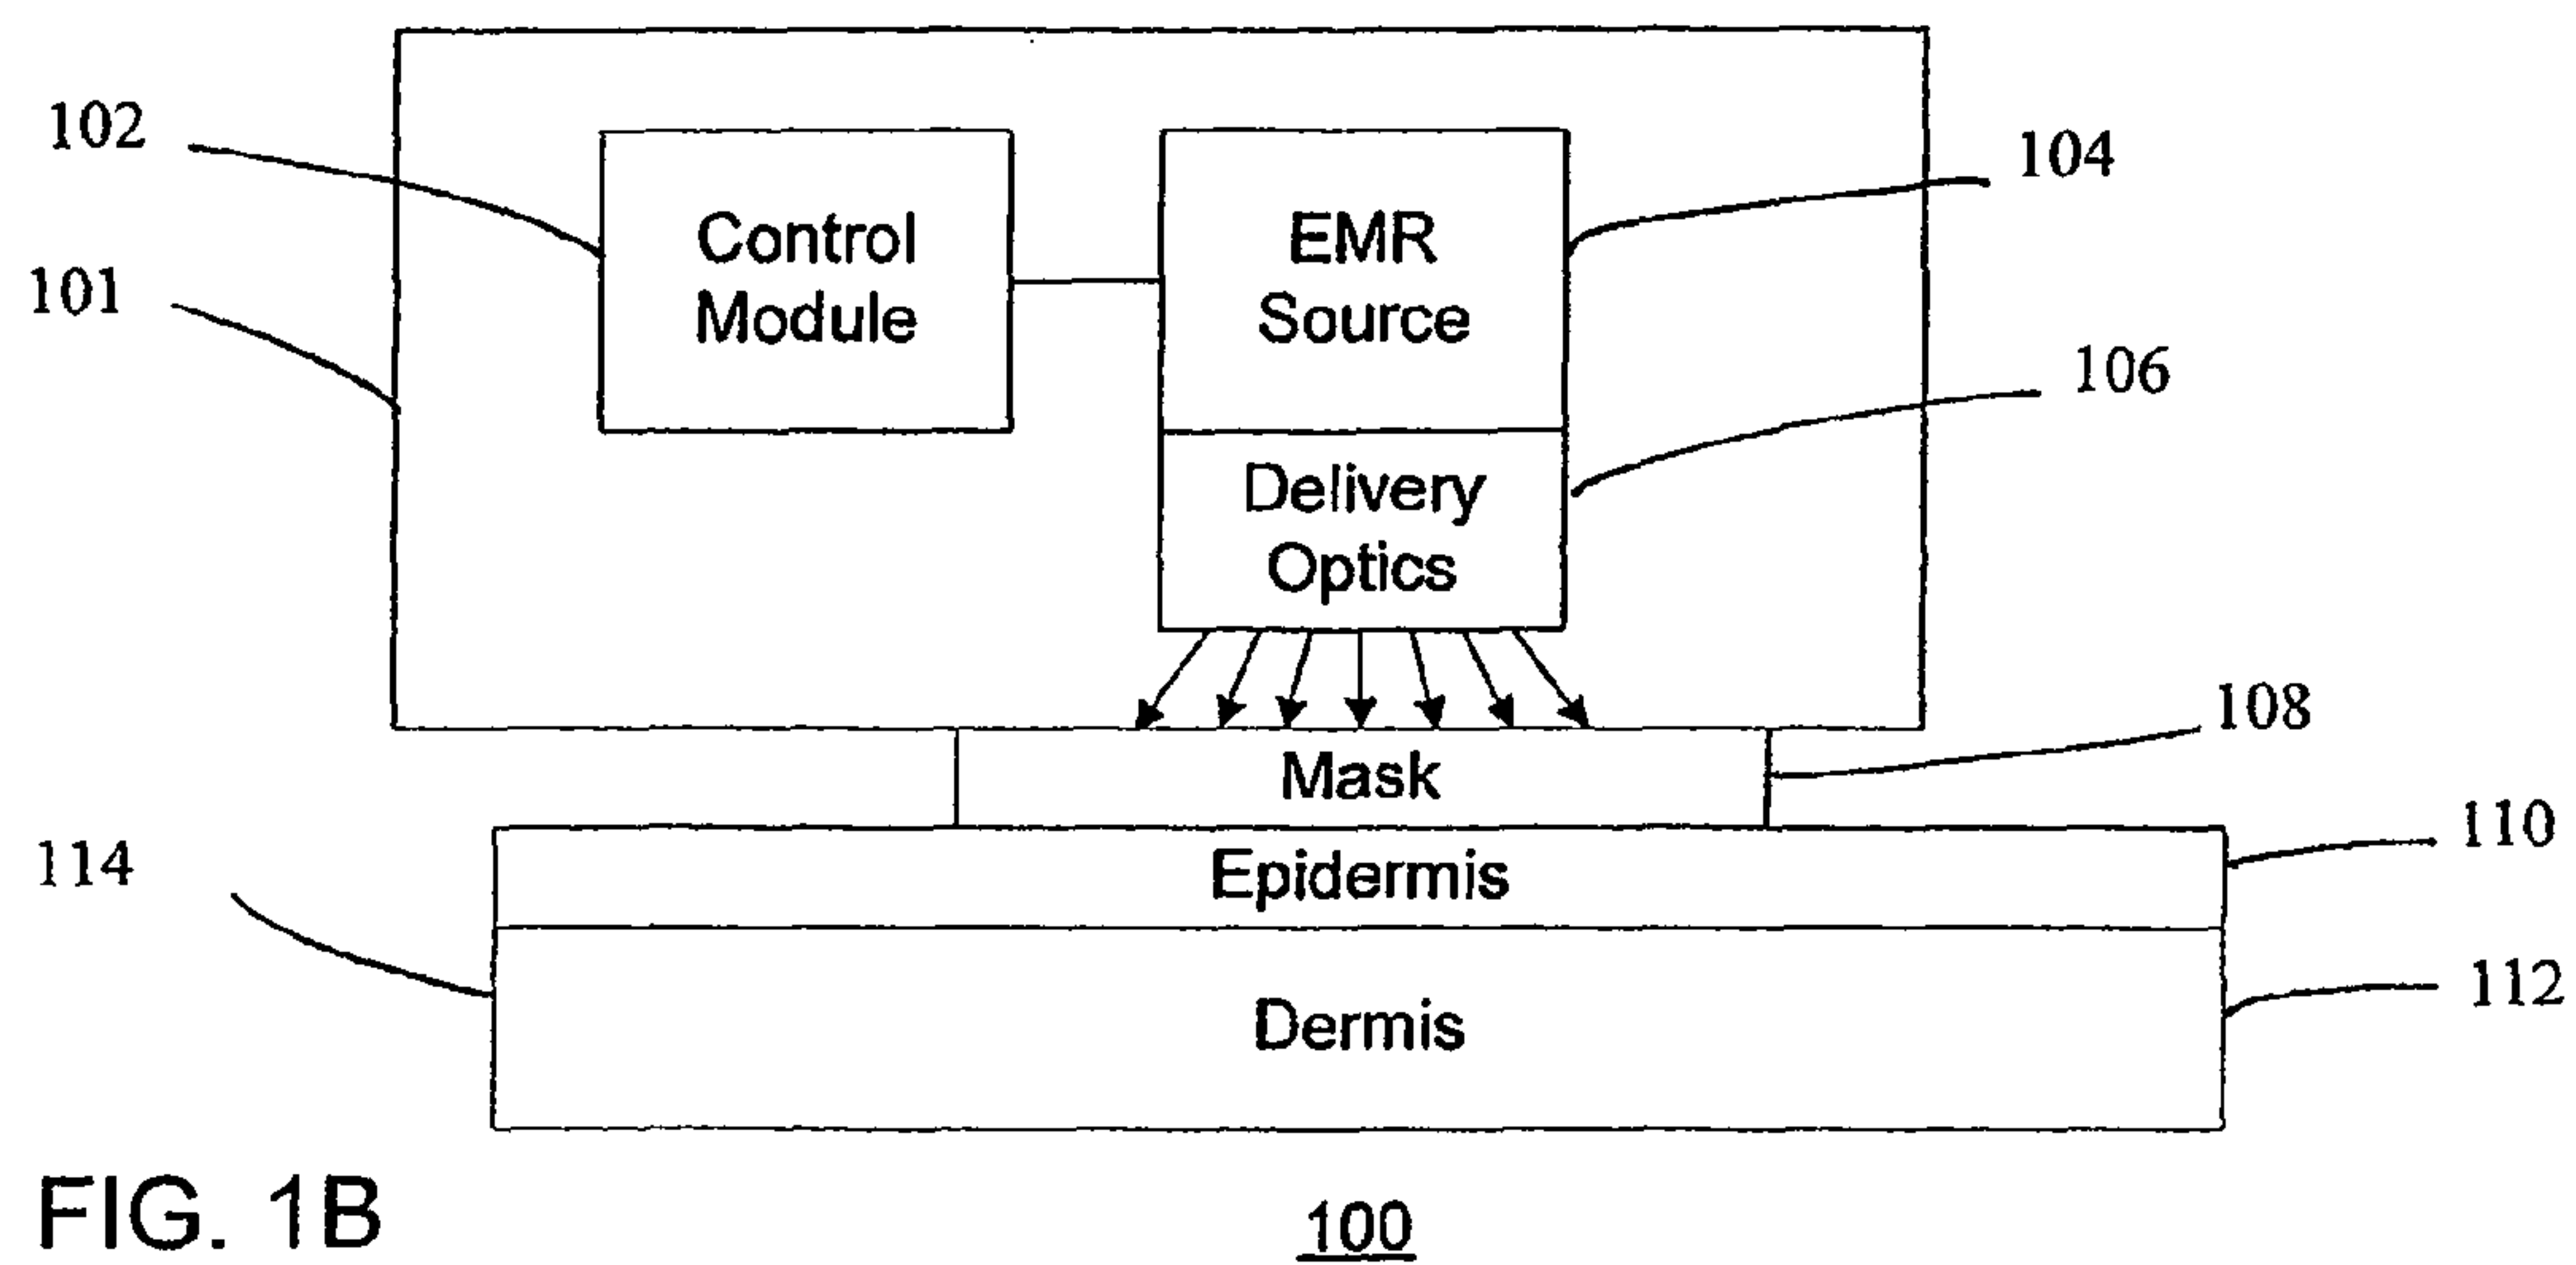 102
104
Control
Module
EMR
Source
101
106
Delivery
Optics
108
Mask
110
Epidermis
114
112
Dermis
FIG. 1B
100